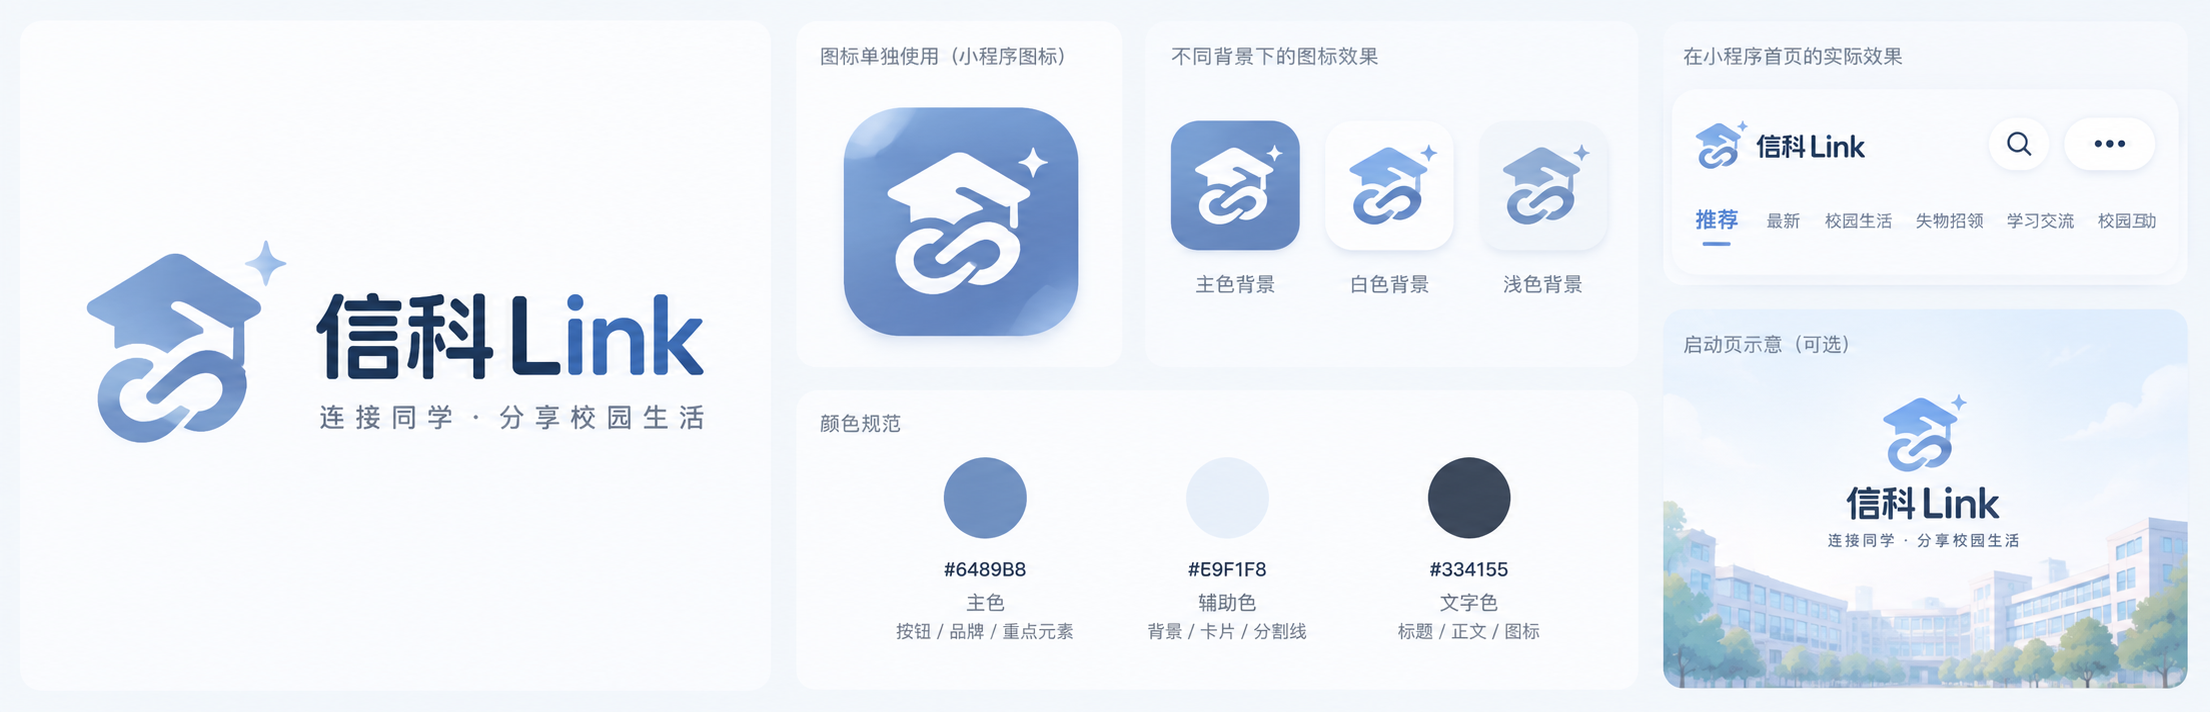 信科Link
连接同学 · 分享校园生活
图标单独使用（小程序图标）
不同背景下的图标效果
主色背景
白色背景
浅色背景
颜色规范
#6489B8
主色
按钮 / 品牌 / 重点元素
#E9F1F8
辅助色
背景 / 卡片 / 分割线
#334155
文字色
标题 / 正文 / 图标
在小程序首页的实际效果
信科Link
推荐 最新 校园生活 失物招领 学习交流 校园互助
启动页示意（可选）
信科Link
连接同学 · 分享校园生活